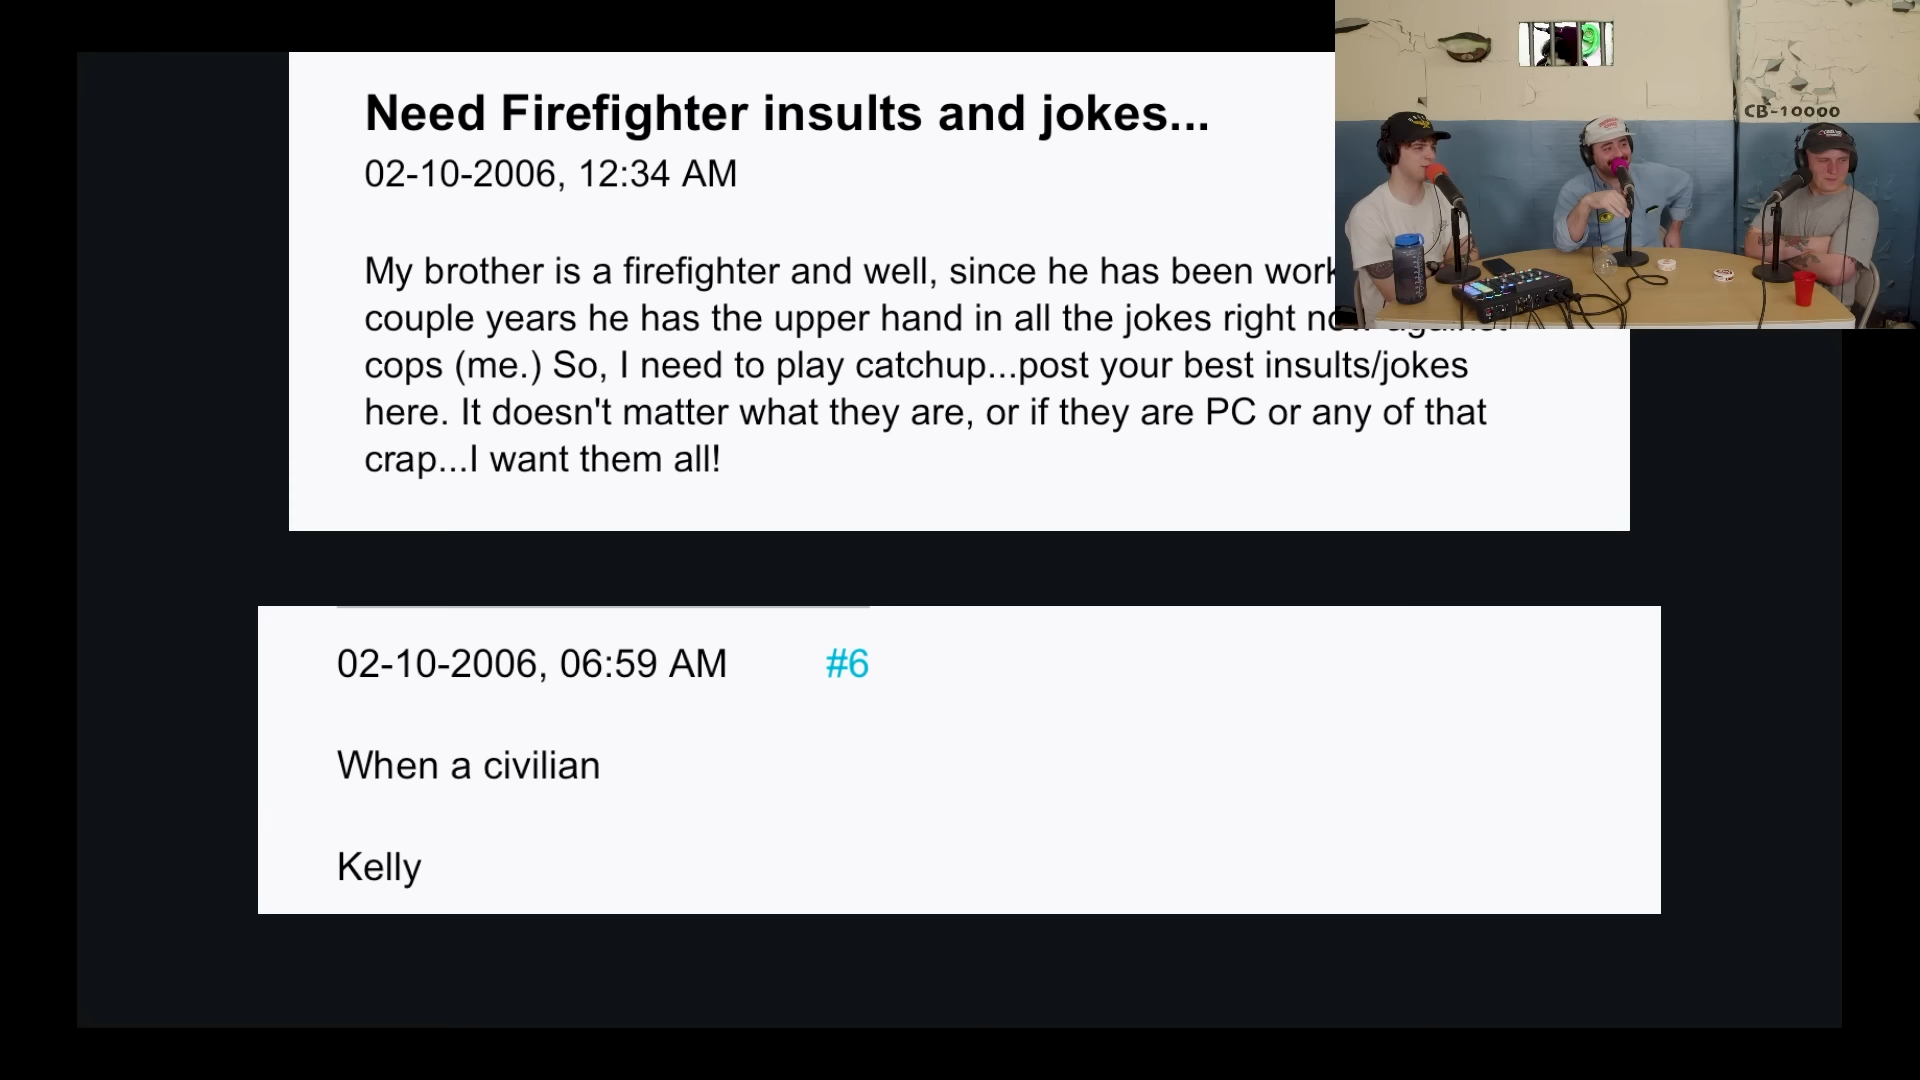 Need Firefighter insults and jokes...
02-10-2006, 12:34 AM
My brother is a firefighter and well, since he has been
couple years he has the upper hand in all the jokes right
cops (me.) So, I need to play catchup...post your best insults/jokes
here. It doesn't matter what they are, or if they are PC or any of that
crap...I want them all!
CB-10000
02-10-2006, 06:59 AM #6
When a civilian
Kelly